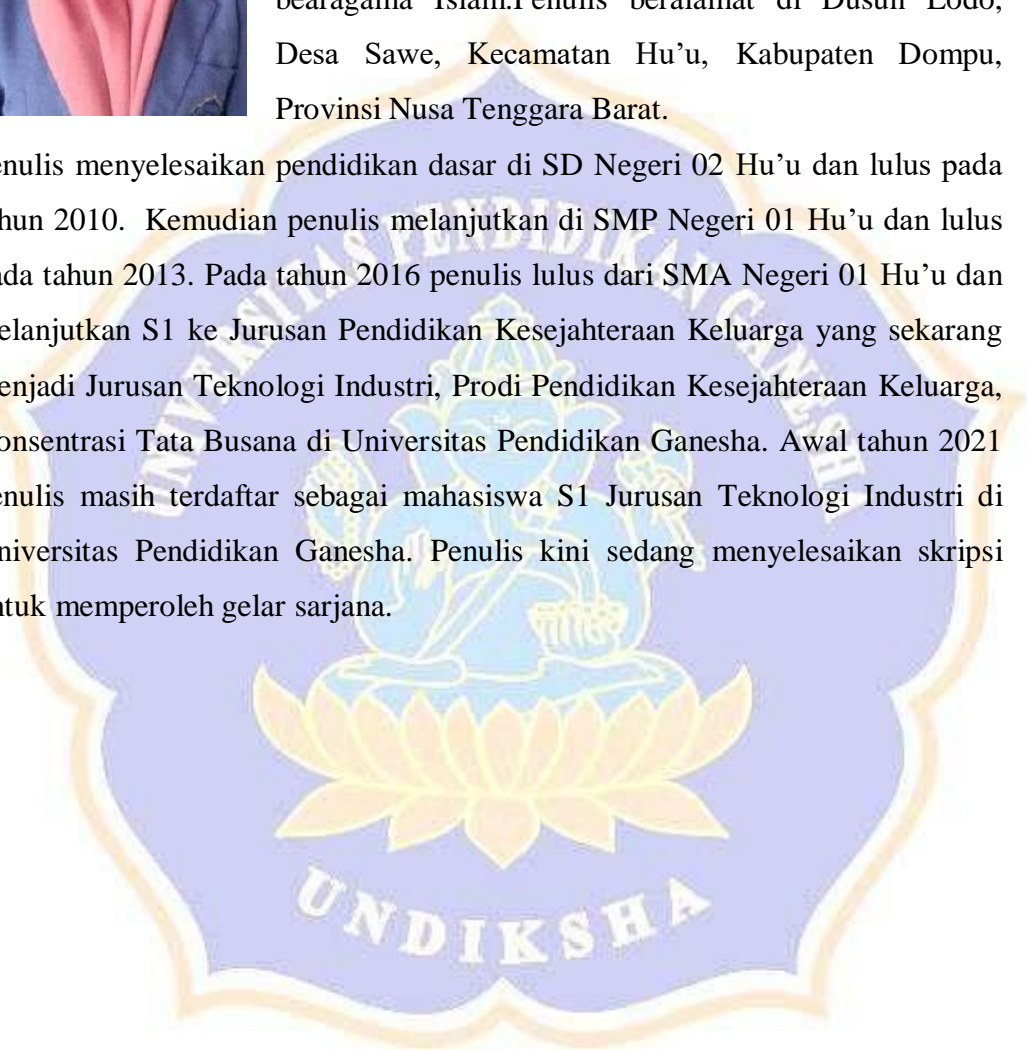 bearagama Islam.Penulis beralamat di Dusun Lodo,
Desa Sawe, Kecamatan Hu’u, Kabupaten Dompu,
Provinsi Nusa Tenggara Barat.
enulis menyelesaikan pendidikan dasar di SD Negeri 02 Hu’u dan lulus pada
hun 2010. Kemudian penulis melanjutkan di SMP Negeri 01 Hu’u dan lulus
ada tahun 2013. Pada tahun 2016 penulis lulus dari SMA Negeri 01 Hu’u dan
elanjutkan S1 ke Jurusan Pendidikan Kesejahteraan Keluarga yang sekarang
enjadi Jurusan Teknologi Industri, Prodi Pendidikan Kesejahteraan Keluarga,
onsentrasi Tata Busana di Universitas Pendidikan Ganesha. Awal tahun 2021
enulis masih terdaftar sebagai mahasiswa S1 Jurusan Teknologi Industri di
niversitas Pendidikan Ganesha. Penulis kini sedang menyelesaikan skripsi
ntuk memperoleh gelar sarjana.
UNIVERSITAS PENDIDIKAN GANESHA
UNDIKSHA